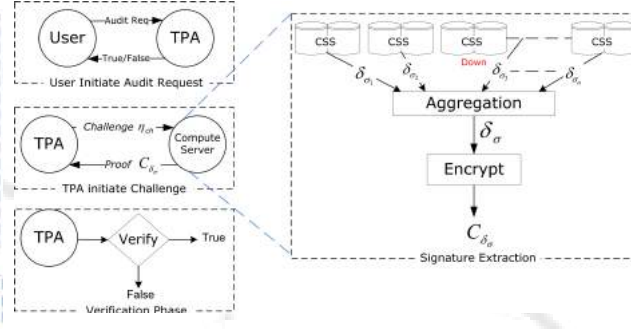 User
Audit Req
TPA
True/False
User Initiate Audit Request
TPA
Challenge η_ch
Compute
Server
Proof C_δσ
TPA initiate Challenge
TPA
Verify
True
False
Verification Phase
CSS
CSS
CSS
CSS
Down
δ_σ₁
δ_σ₂
δ_σ₃
δ_σₙ
Aggregation
δ_σ
Encrypt
C_δσ
Signature Extraction